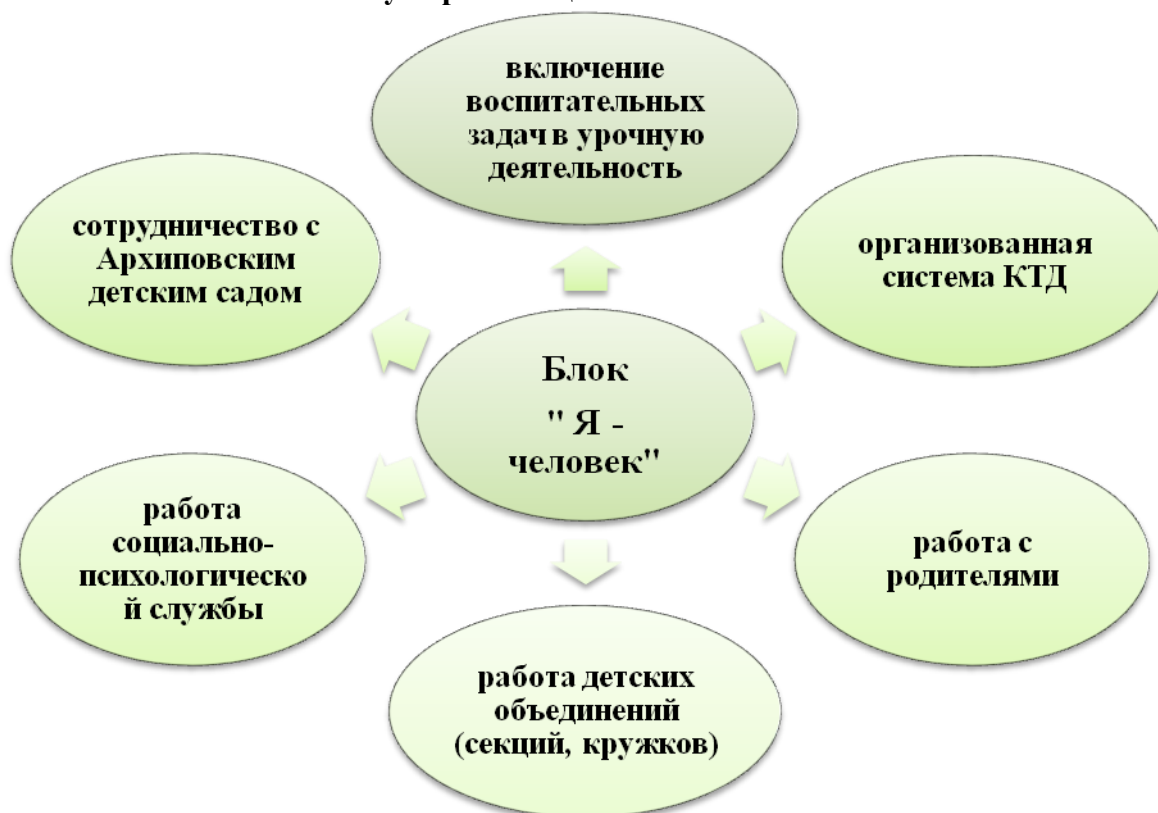 включение
воспитательных
задач в урочную
деятельность
организованная
система КТД
работа с
родителями
работа детских
объединений
(секций, кружков)
работа
социально-
психологическо
й службы
сотрудничество с
Архиповским
детским садом
Блок
" Я -
человек"